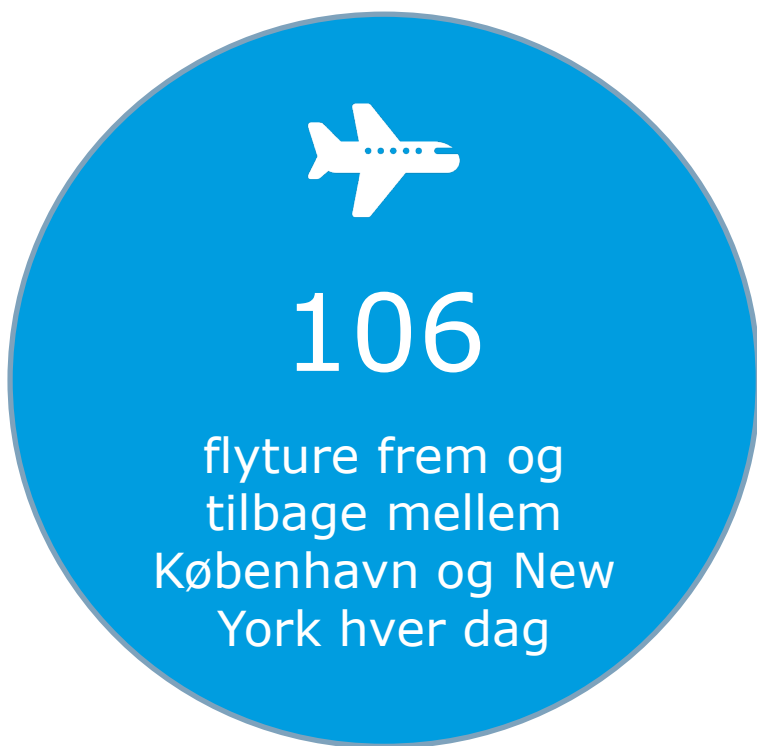 106
flyture frem og
tilbage mellem
København og New
York hver dag